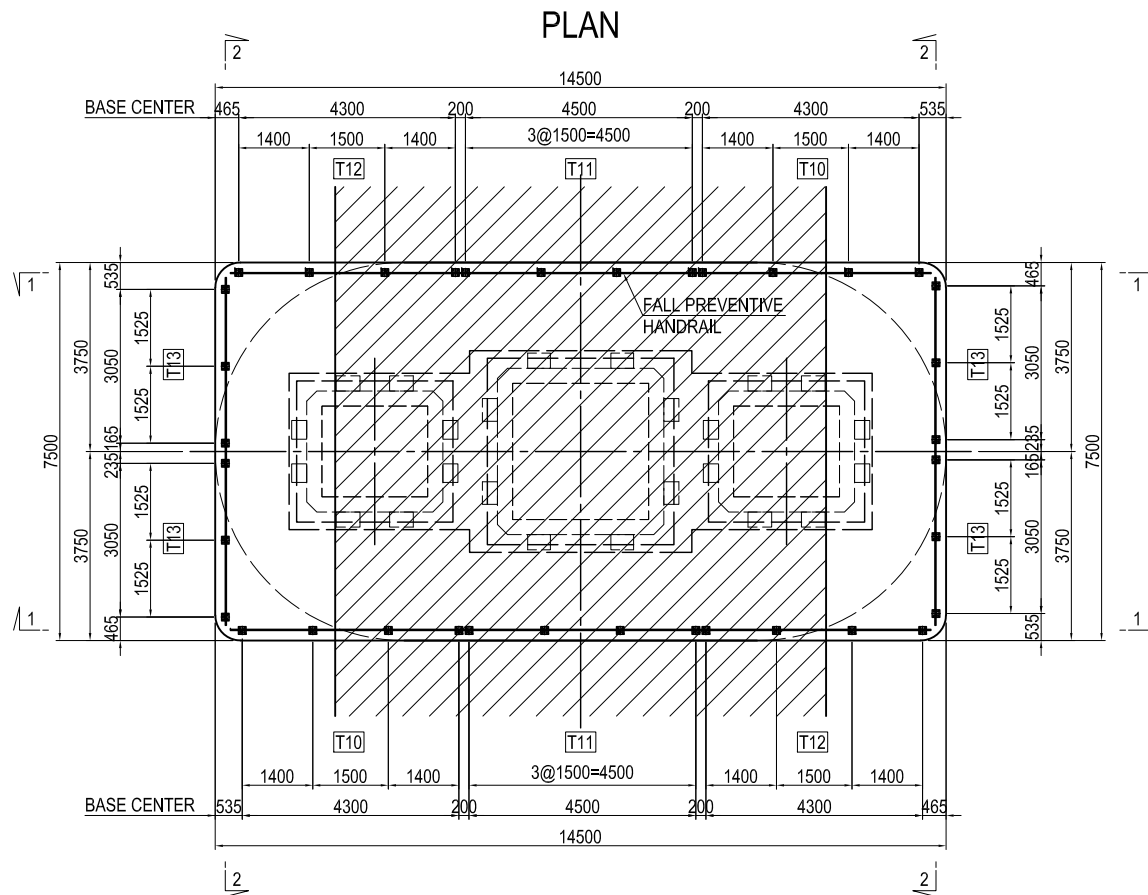 PLAN
2 2
14500
BASE CENTER 465 4300 200 4500 200 4300 535
1400 1500 1400 3@1500=4500 1400 1500 1400
T12 T11 T10
1 1
535 465
FALL PREVENTIVE
HANDRAIL
1525 1525
3750 3050 T13 T13 3050 3750
1525 1525
165 235
7500 7500
235 165
1525 1525
3750 3050 T13 T13 3050 3750
1525 1525
1 1
465 535
T10 T11 T12
1400 1500 1400 3@1500=4500 1400 1500 1400
BASE CENTER 535 4300 200 4500 200 4300 465
14500
2 2